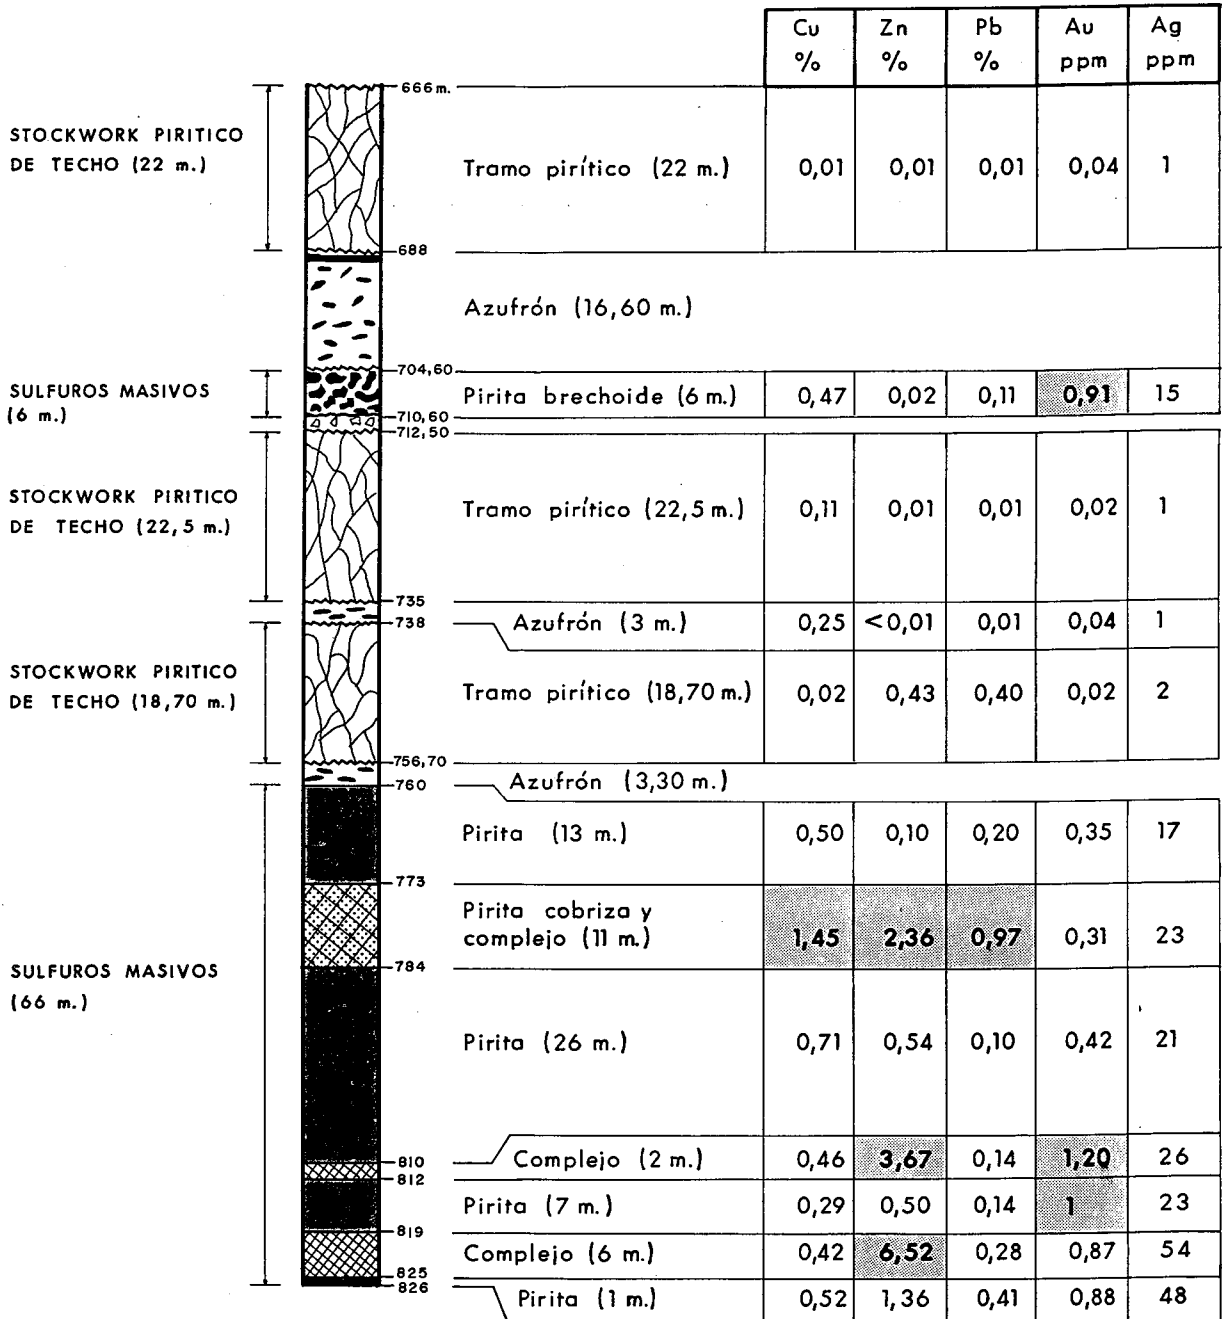 Cu Zn Pb Au Ag
% % % ppm ppm
666 m.
STOCKWORK PIRITICO
DE TECHO (22 m.)
Tramo pirítico (22 m.) 0,01 0,01 0,01 0,04 1
688
Azufrón (16,60 m.)
704,60
SULFUROS MASIVOS
(6 m.)
Pirita brechoide (6 m.) 0,47 0,02 0,11 0,91 15
710,60
712,50
STOCKWORK PIRITICO
DE TECHO (22,5 m.)
Tramo pirítico (22,5 m.) 0,11 0,01 0,01 0,02 1
735
738
Azufrón (3 m.) 0,25 <0,01 0,01 0,04 1
STOCKWORK PIRITICO
DE TECHO (18,70 m.)
Tramo pirítico (18,70 m.) 0,02 0,43 0,40 0,02 2
756,70
760
Azufrón (3,30 m.)
Pirita (13 m.) 0,50 0,10 0,20 0,35 17
773
Pirita cobriza y
complejo (11 m.) 1,45 2,36 0,97 0,31 23
784
SULFUROS MASIVOS
(66 m.)
Pirita (26 m.) 0,71 0,54 0,10 0,42 21
810
Complejo (2 m.) 0,46 3,67 0,14 1,20 26
812
Pirita (7 m.) 0,29 0,50 0,14 1 23
819
Complejo (6 m.) 0,42 6,52 0,28 0,87 54
825
826
Pirita (1 m.) 0,52 1,36 0,41 0,88 48